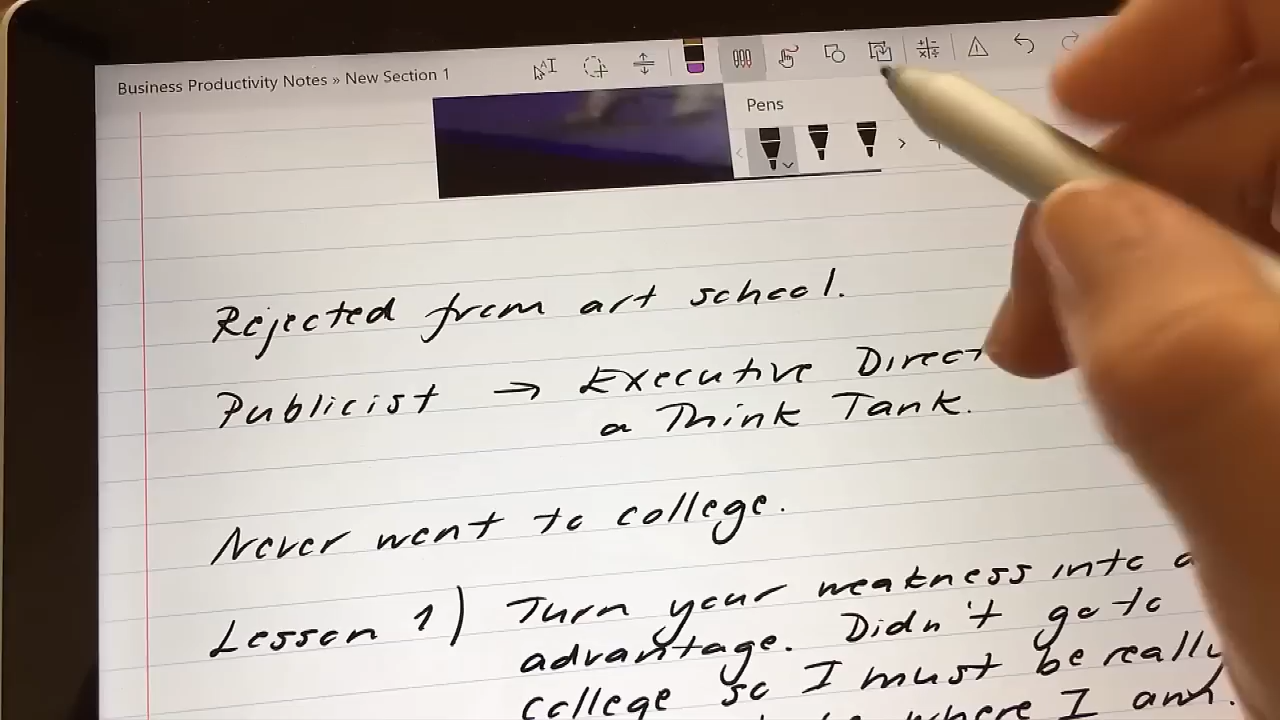 Business Productivity Notes » New Section 1
Pens
Rejected from art school.
Publicist → Executive Direct
a Think Tank.
Never went to college.
Lesson 1) Turn your weakness into a
advantage. Didn't go to
college so I must be really
where I am.